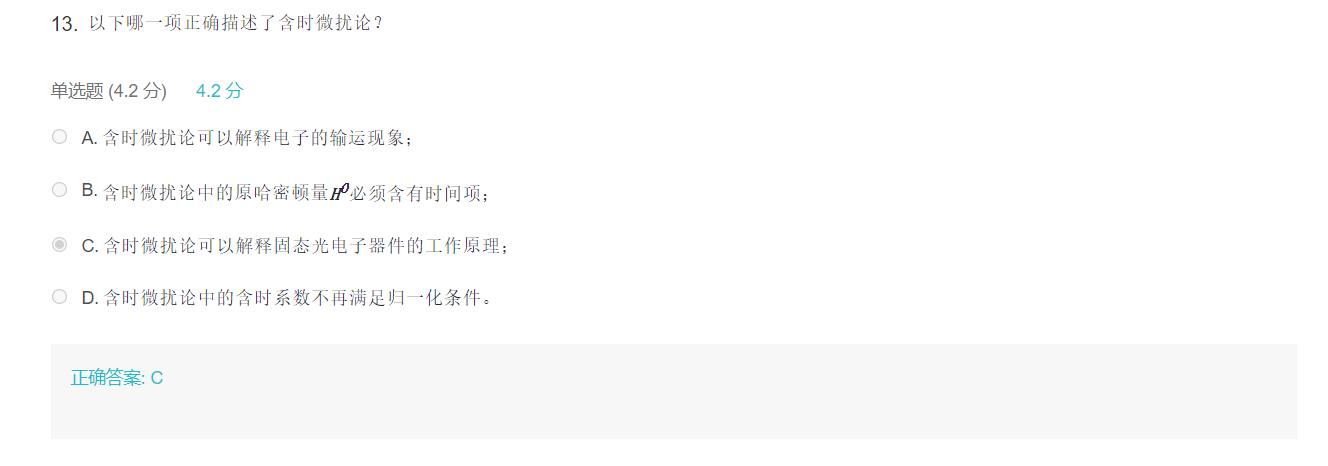 13. 以下哪一项正确描述了含时微扰论？
单选题 (4.2 分) 4.2 分
A. 含时微扰论可以解释电子的输运现象；
B. 含时微扰论中的原哈密顿量H⁰必须含有时间项；
C. 含时微扰论可以解释固态光电子器件的工作原理；
D. 含时微扰论中的含时系数不再满足归一化条件。
正确答案: C